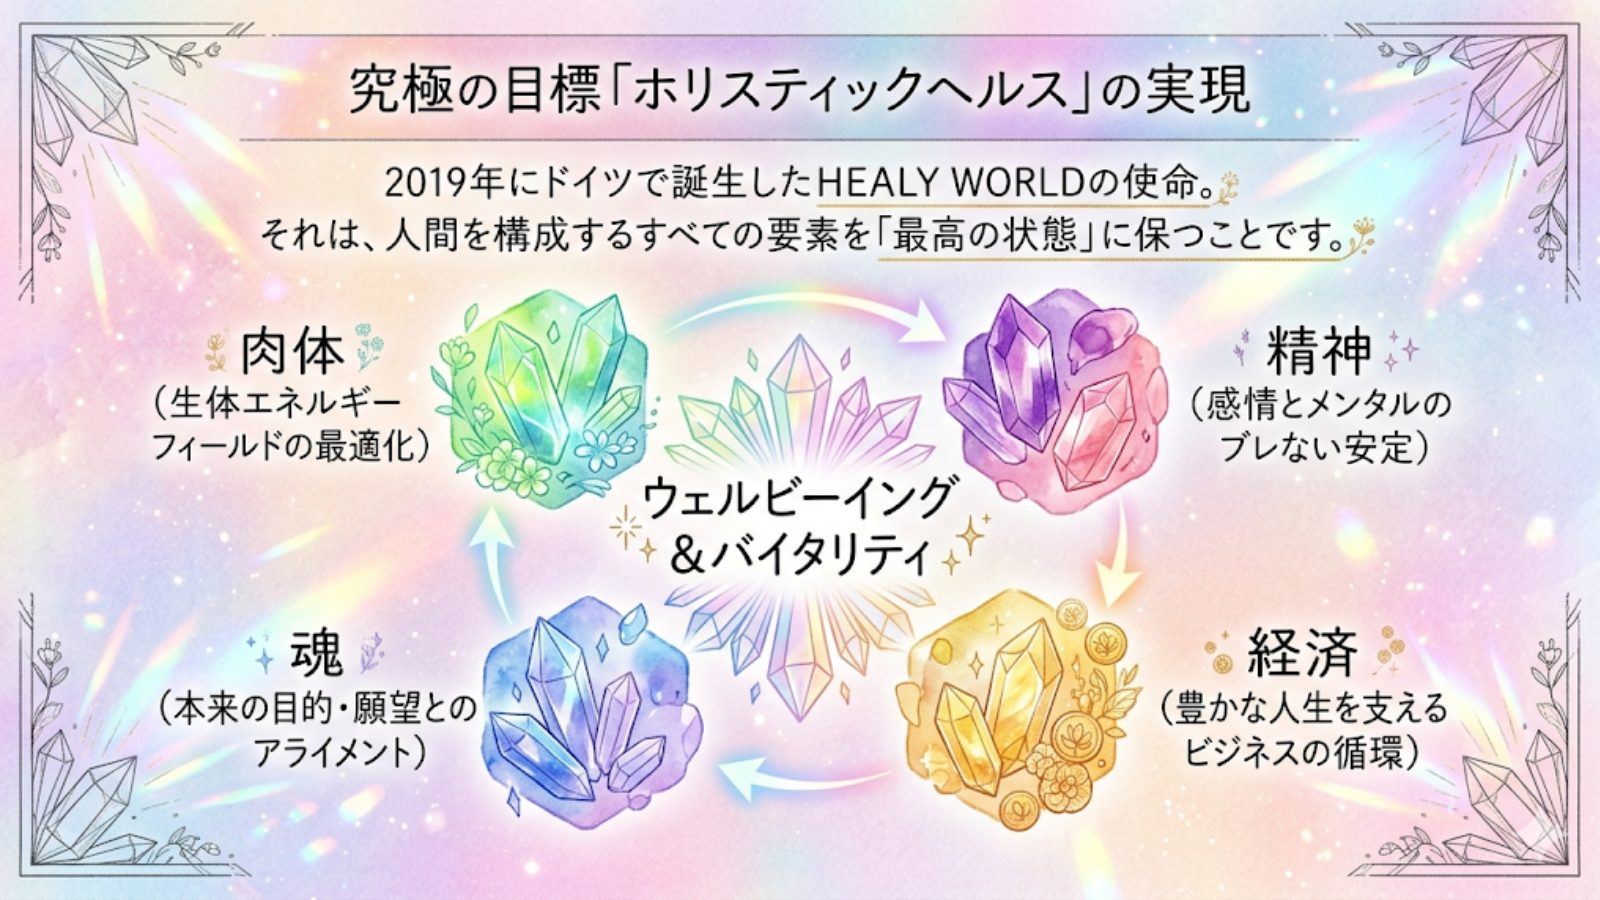 究極の目標「ホリスティックヘルス」の実現
2019年にドイツで誕生したHEALY WORLDの使命。
それは、人間を構成するすべての要素を「最高の状態」に保つことです。
肉体
（生体エネルギー
フィールドの最適化）
精神
（感情とメンタルの
ブレない安定）
ウェルビーイング
＆バイタリティ
魂
（本来の目的・願望との
アライメント）
経済
（豊かな人生を支える
ビジネスの循環）